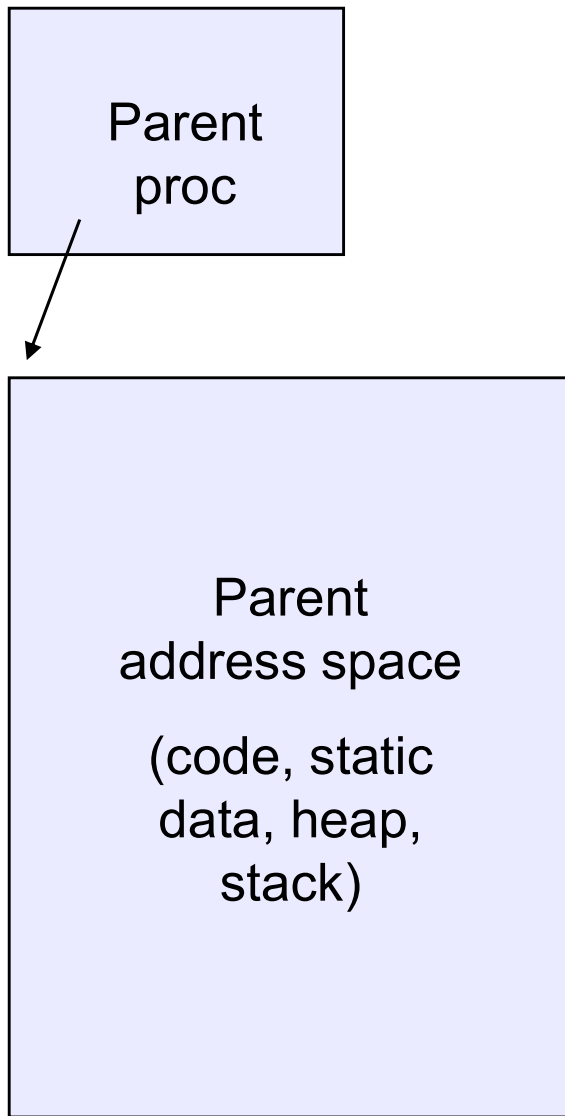 Parent
proc
Parent
address space
(code, static
data, heap,
stack)